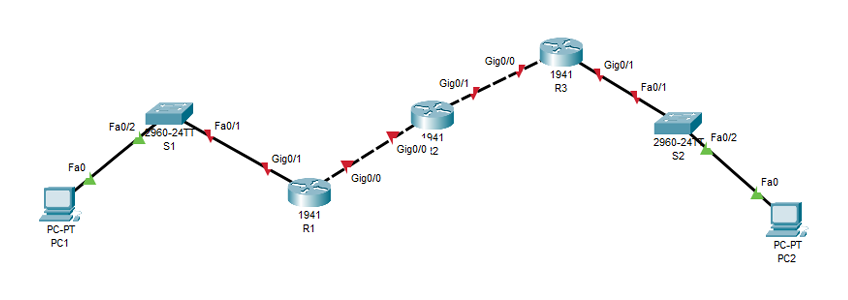 Gig0/0
1941
R3
Gig0/1
Gig0/1
Fa0/1
Fa0/2
2960-24TT
S1
Fa0/1
1941
Gig0/0
2960-24TT
S2
Fa0/2
Fa0
Gig0/1
Gig0/0
1941
R1
PC-PT
PC1
Fa0
PC-PT
PC2